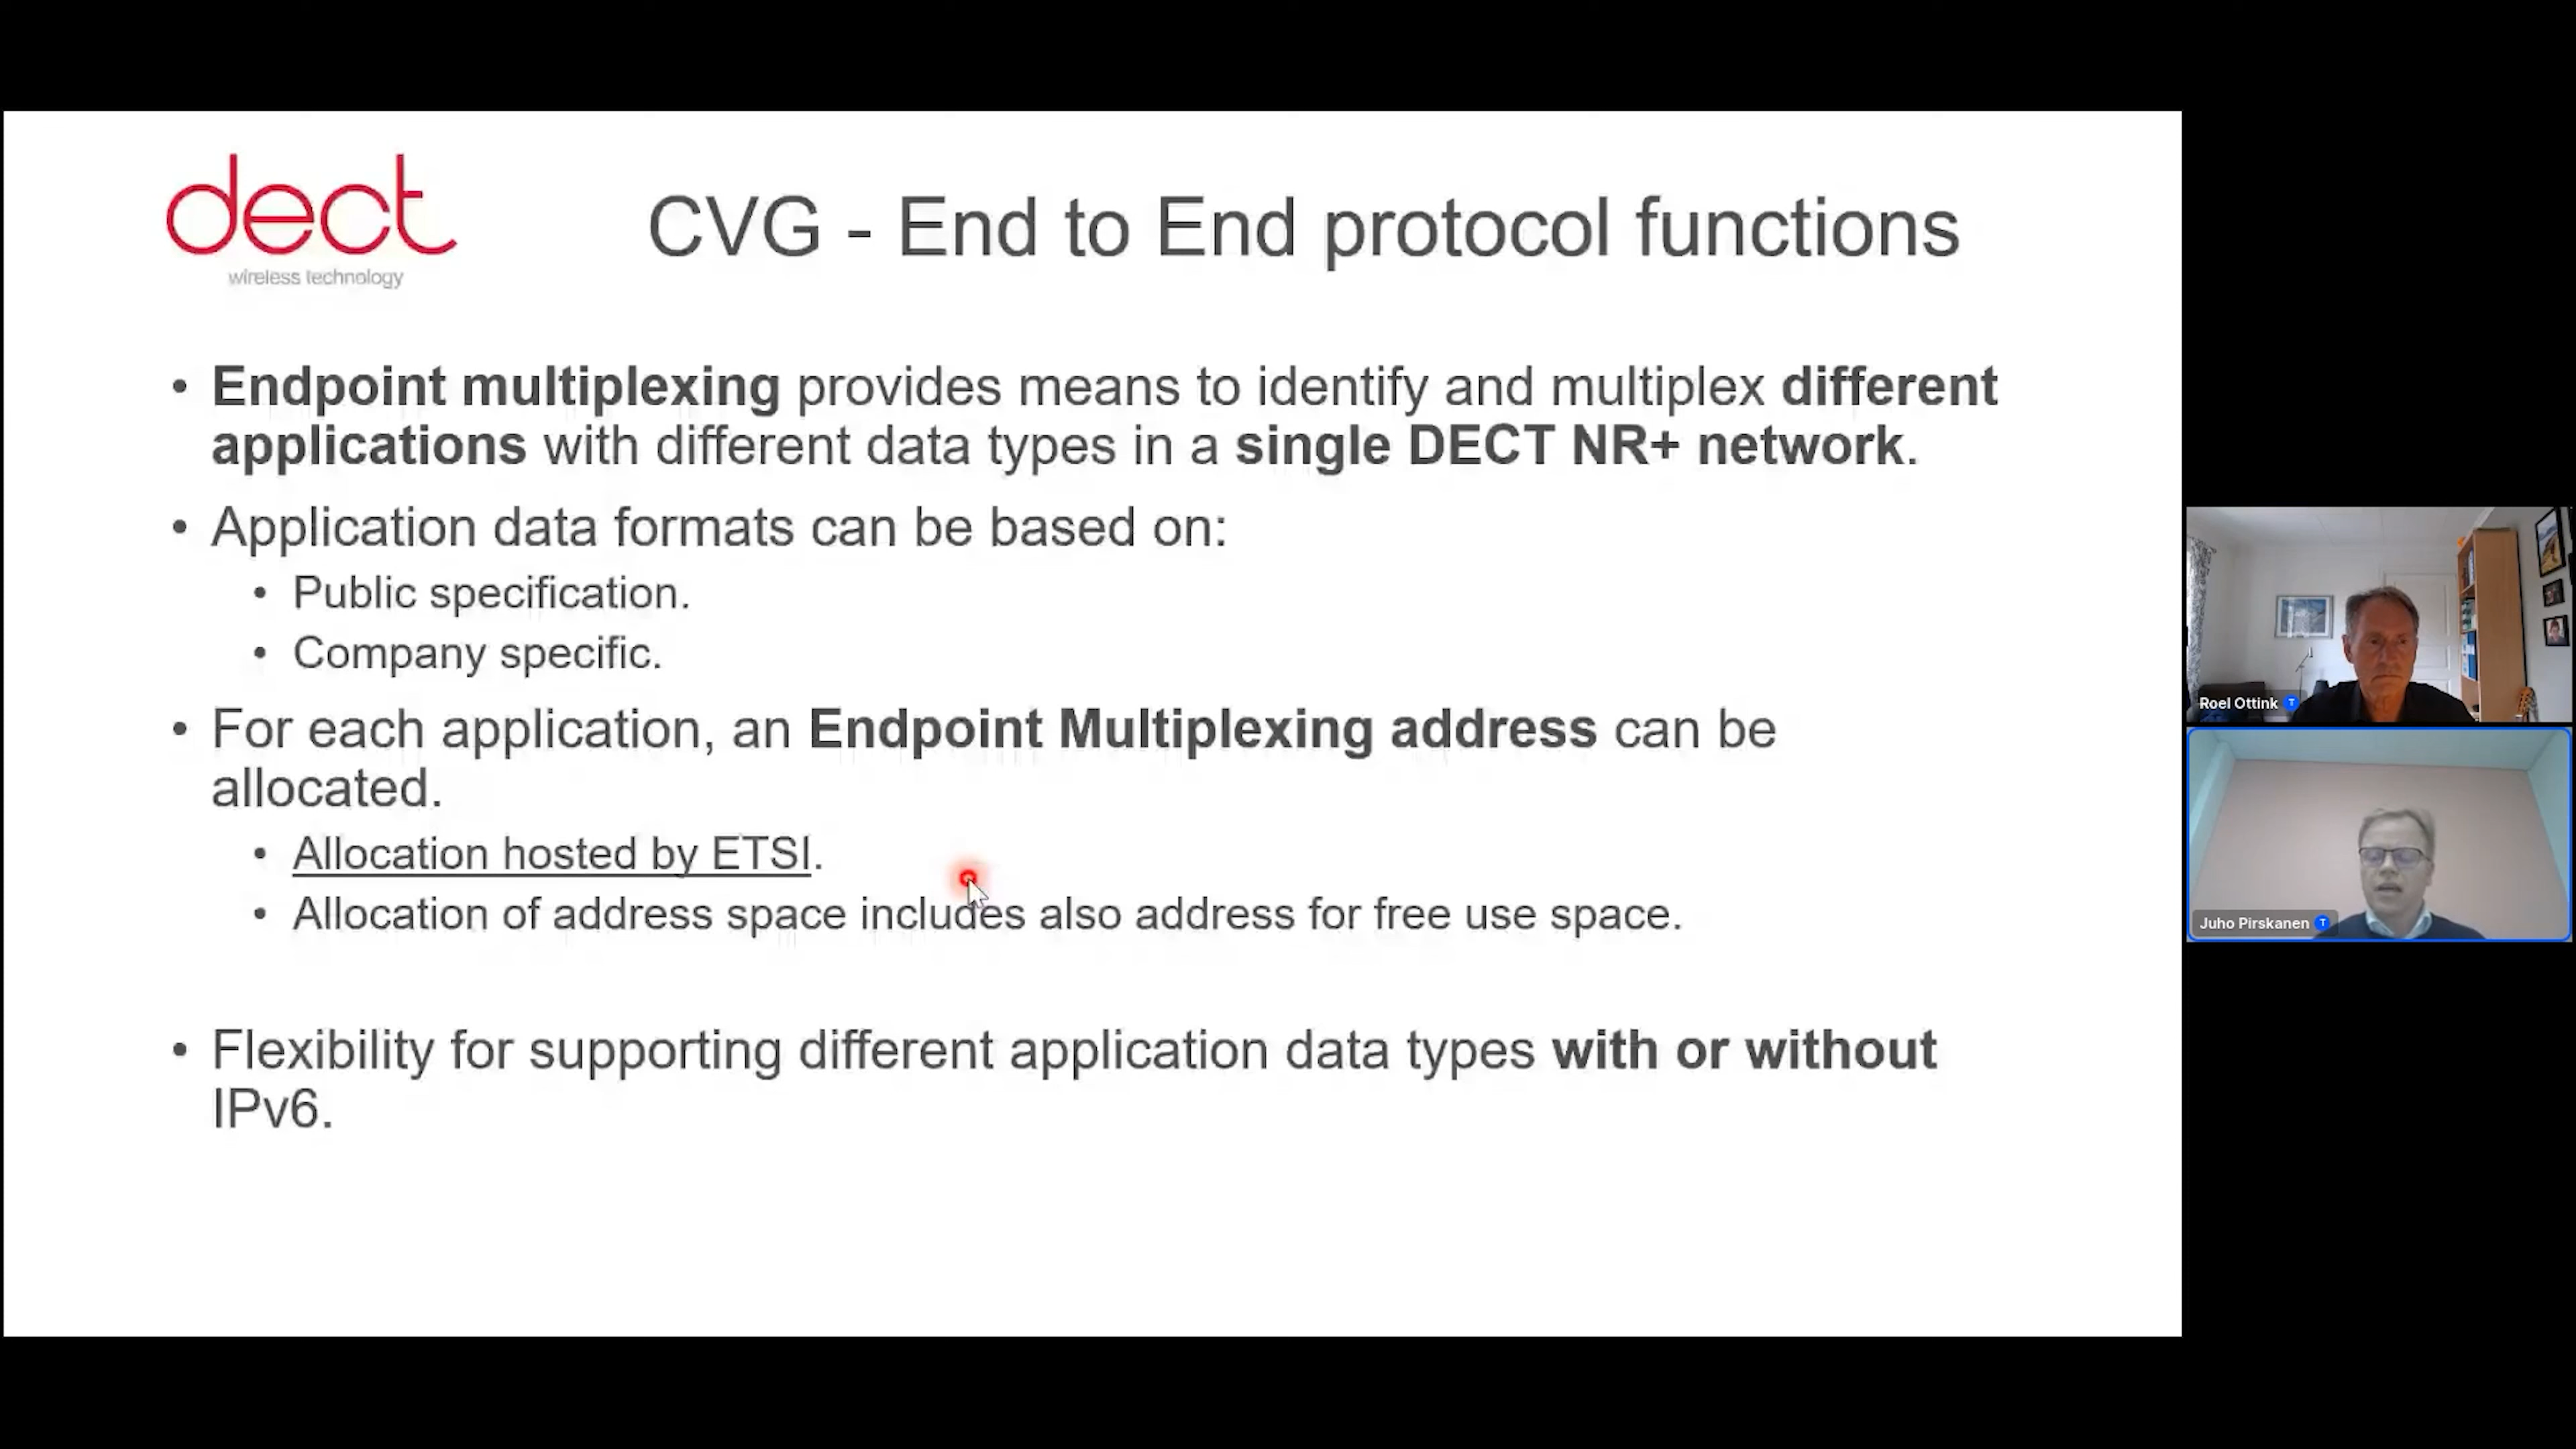 dect
wireless technology
CVG - End to End protocol functions
• Endpoint multiplexing provides means to identify and multiplex different
applications with different data types in a single DECT NR+ network.
• Application data formats can be based on:
• Public specification.
• Company specific.
• For each application, an Endpoint Multiplexing address can be
allocated.
• Allocation hosted by ETSI.
• Allocation of address space includes also address for free use space.
• Flexibility for supporting different application data types with or without
IPv6.
Roel Ottink T
Juho Pirskanen T